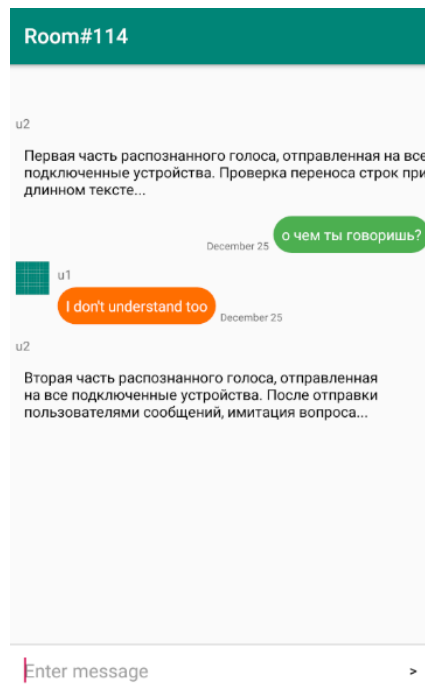 Room#114
u2
Первая часть распознанного голоса, отправленная на все
подключенные устройства. Проверка переноса строк при
длинном тексте...
о чем ты говоришь?
December 25
u1
I don't understand too
December 25
u2
Вторая часть распознанного голоса, отправленная
на все подключенные устройства. После отправки
пользователями сообщений, имитация вопроса...
Enter message
>